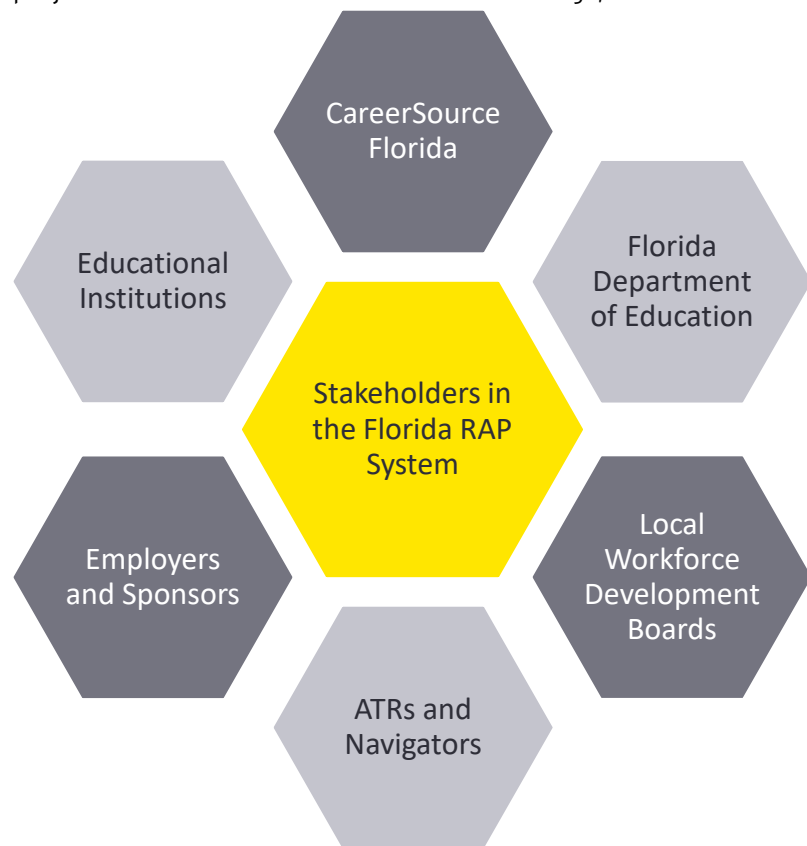 CareerSource
Florida
Educational
Institutions
Florida
Department
of Education
Stakeholders in
the Florida RAP
System
Employers
and Sponsors
Local
Workforce
Development
Boards
ATRs and
Navigators